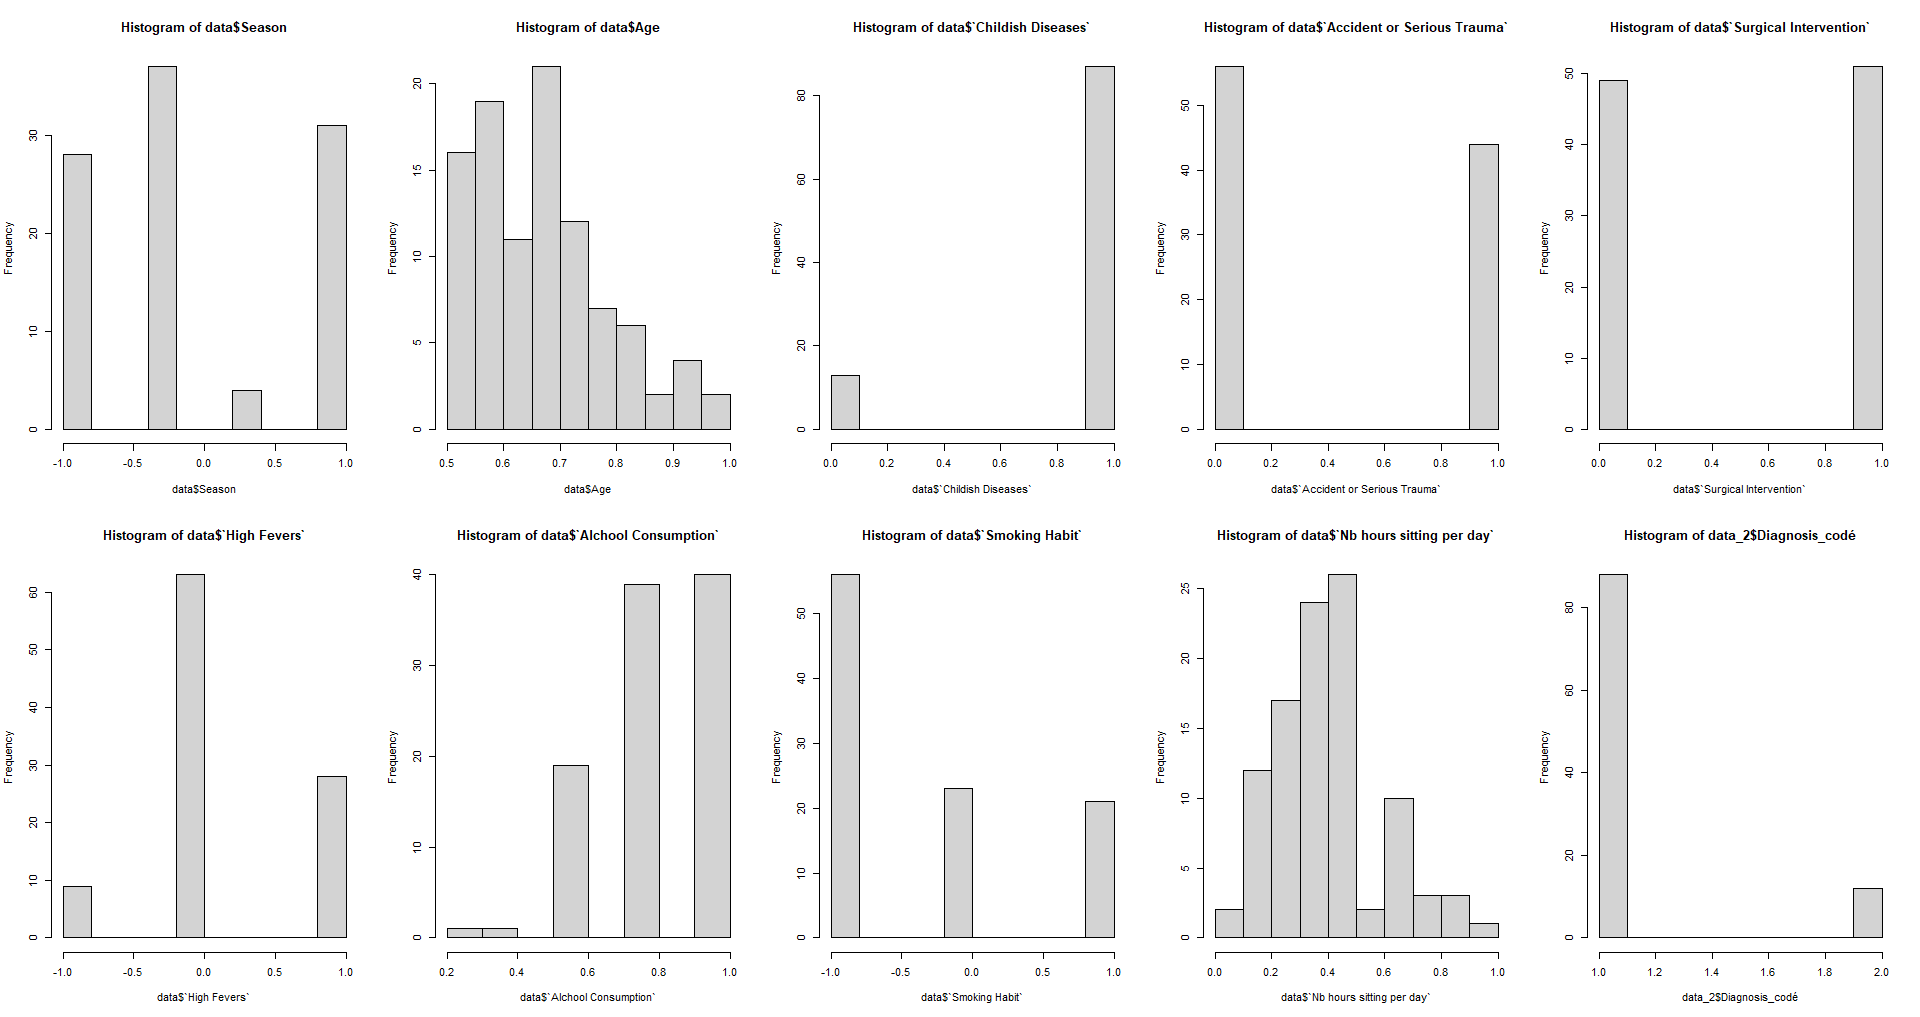 Histogram of data$Season
Frequency
0 10 20 30
-1.0 -0.5 0.0 0.5 1.0
data$Season
Histogram of data$Age
Frequency
0 5 10 15 20
0.5 0.6 0.7 0.8 0.9 1.0
data$Age
Histogram of data$`Childish Diseases`
Frequency
0 20 40 60 80
0.0 0.2 0.4 0.6 0.8 1.0
data$`Childish Diseases`
Histogram of data$`Accident or Serious Trauma`
Frequency
0 10 20 30 40 50
0.0 0.2 0.4 0.6 0.8 1.0
data$`Accident or Serious Trauma`
Histogram of data$`Surgical Intervention`
Frequency
0 10 20 30 40 50
0.0 0.2 0.4 0.6 0.8 1.0
data$`Surgical Intervention`
Histogram of data$`High Fevers`
Frequency
0 10 20 30 40 50 60
-1.0 -0.5 0.0 0.5 1.0
data$`High Fevers`
Histogram of data$`Alchool Consumption`
Frequency
0 10 20 30 40
0.2 0.4 0.6 0.8 1.0
data$`Alchool Consumption`
Histogram of data$`Smoking Habit`
Frequency
0 10 20 30 40 50
-1.0 -0.5 0.0 0.5 1.0
data$`Smoking Habit`
Histogram of data$`Nb hours sitting per day`
Frequency
0 5 10 15 20 25
0.0 0.2 0.4 0.6 0.8 1.0
data$`Nb hours sitting per day`
Histogram of data_2$Diagnosis_codé
Frequency
0 20 40 60 80
1.0 1.2 1.4 1.6 1.8 2.0
data_2$Diagnosis_codé